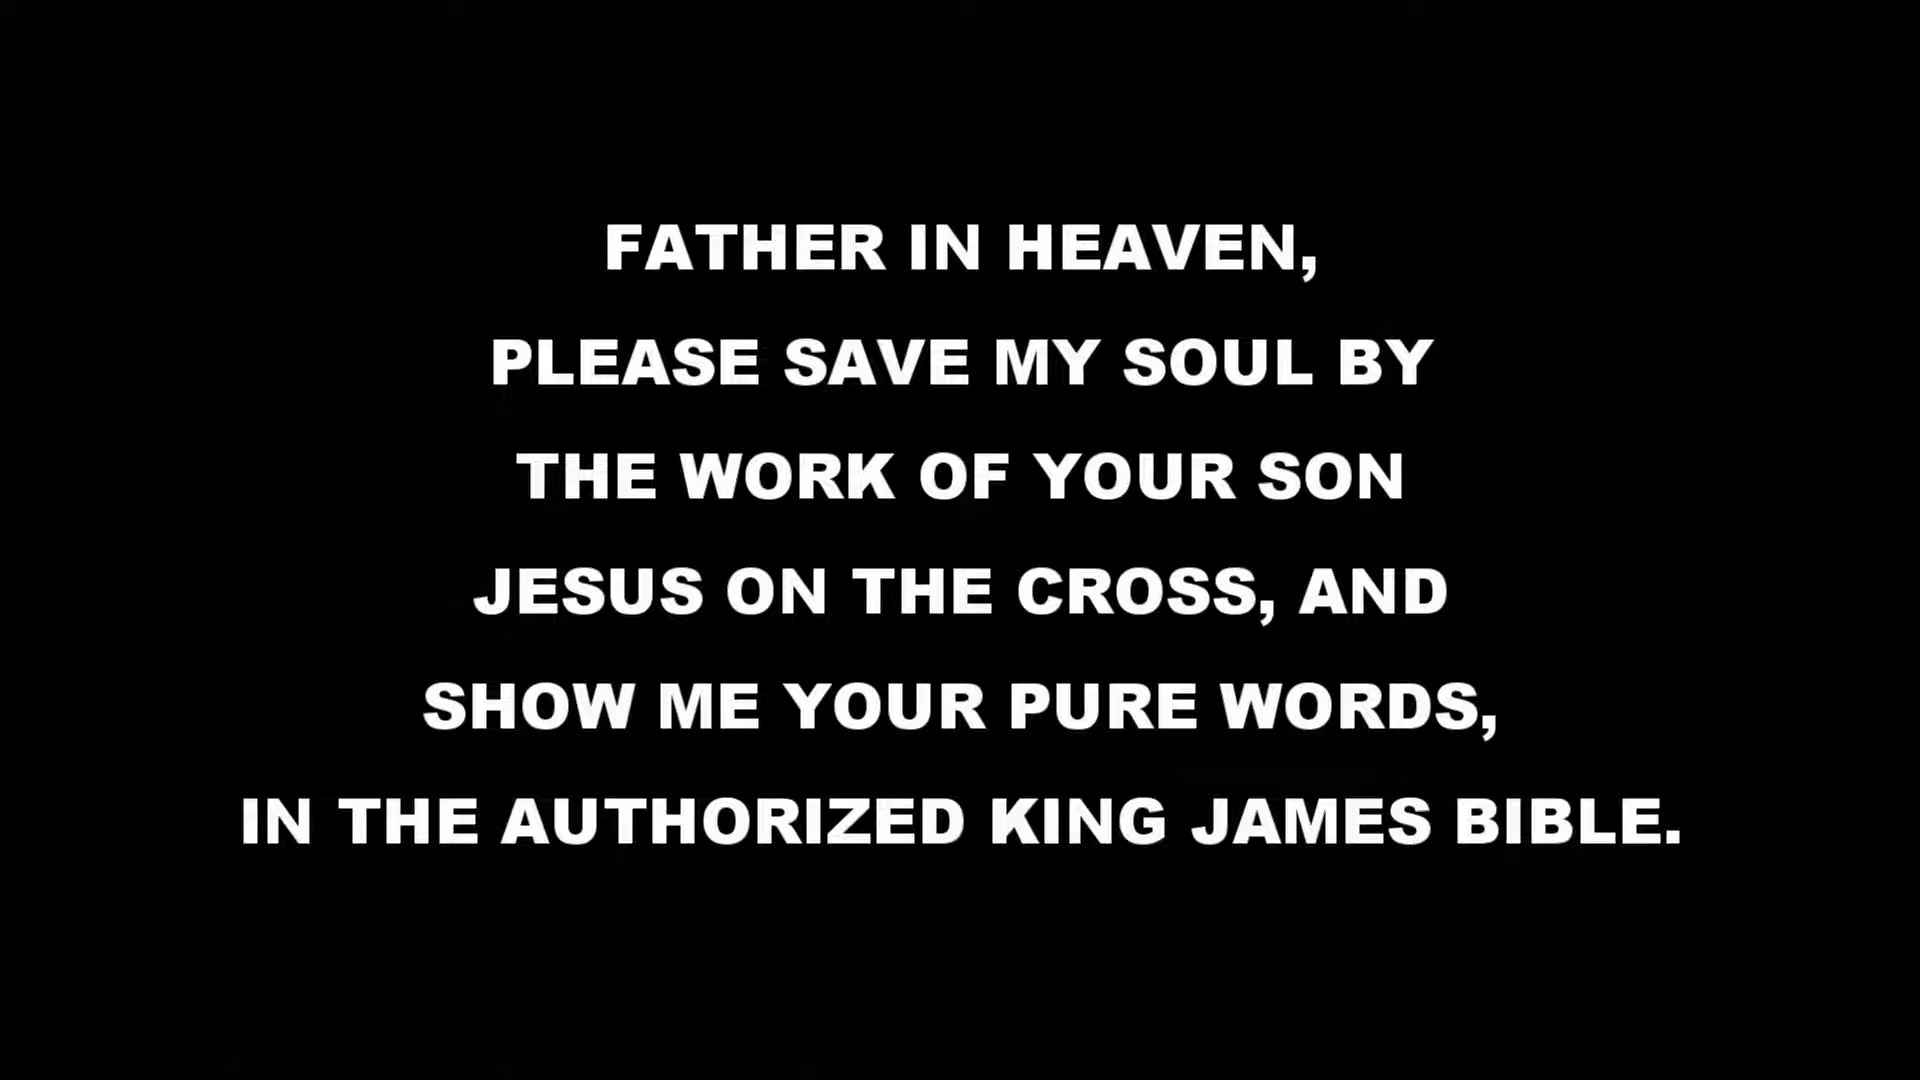 FATHER IN HEAVEN,
PLEASE SAVE MY SOUL BY
THE WORK OF YOUR SON
JESUS ON THE CROSS, AND
SHOW ME YOUR PURE WORDS,
IN THE AUTHORIZED KING JAMES BIBLE.